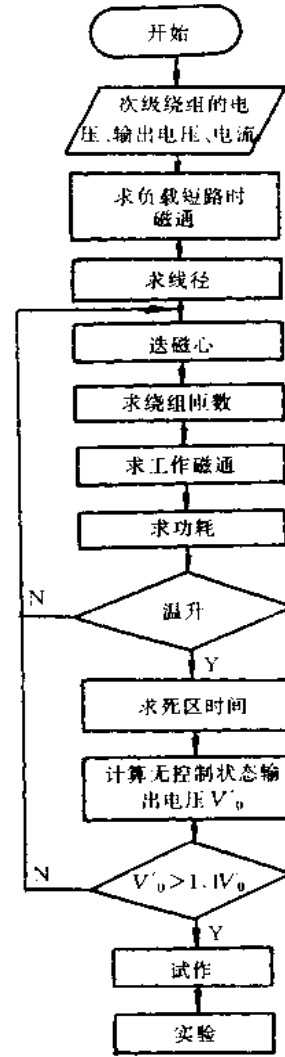 开始
次级绕组的电
压、输出电压、电流
求负载短路时
磁通
求线径
选磁心
求绕组匝数
求工作磁通
求功耗
温升
N
Y
求死区时间
计算无控制状态输
出电压V′₀
V′₀>1.1V₀
N
Y
试作
实验